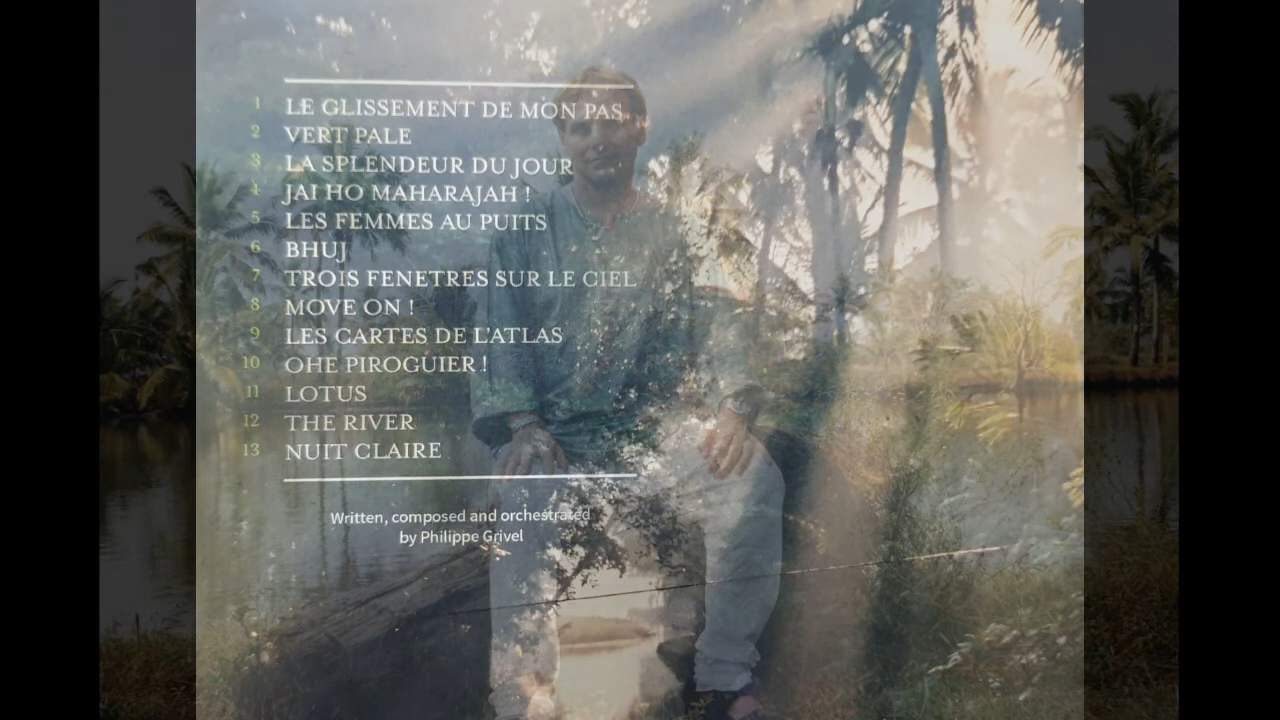 1 LE GLISSEMENT DE MON PAS
2 VERT PALE
3 LA SPLENDEUR DU JOUR
4 JAI HO MAHARAJAH !
5 LES FEMMES AU PUITS
6 BHUJ
7 TROIS FENETRES SUR LE CIEL
8 MOVE ON !
9 LES CARTES DE L'ATLAS
10 OHE PIROGUIER !
11 LOTUS
12 THE RIVER
13 NUIT CLAIRE
Written, composed and orchestrated
by Philippe Grivel